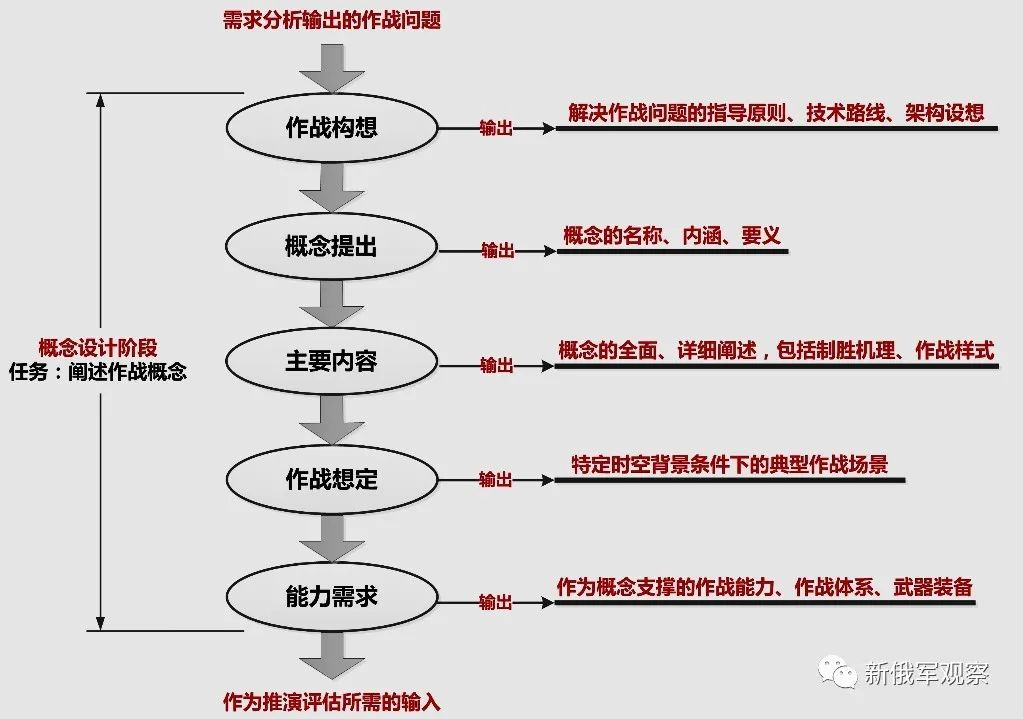 需求分析输出的作战问题
作战构想
输出
解决作战问题的指导原则、技术路线、架构设想
概念提出
输出
概念的名称、内涵、要义
概念设计阶段
任务：阐述作战概念
主要内容
输出
概念的全面、详细阐述，包括制胜机理、作战样式
作战想定
输出
特定时空背景条件下的典型作战场景
能力需求
输出
作为概念支撑的作战能力、作战体系、武器装备
作为推演评估所需的输入
新俄军观察